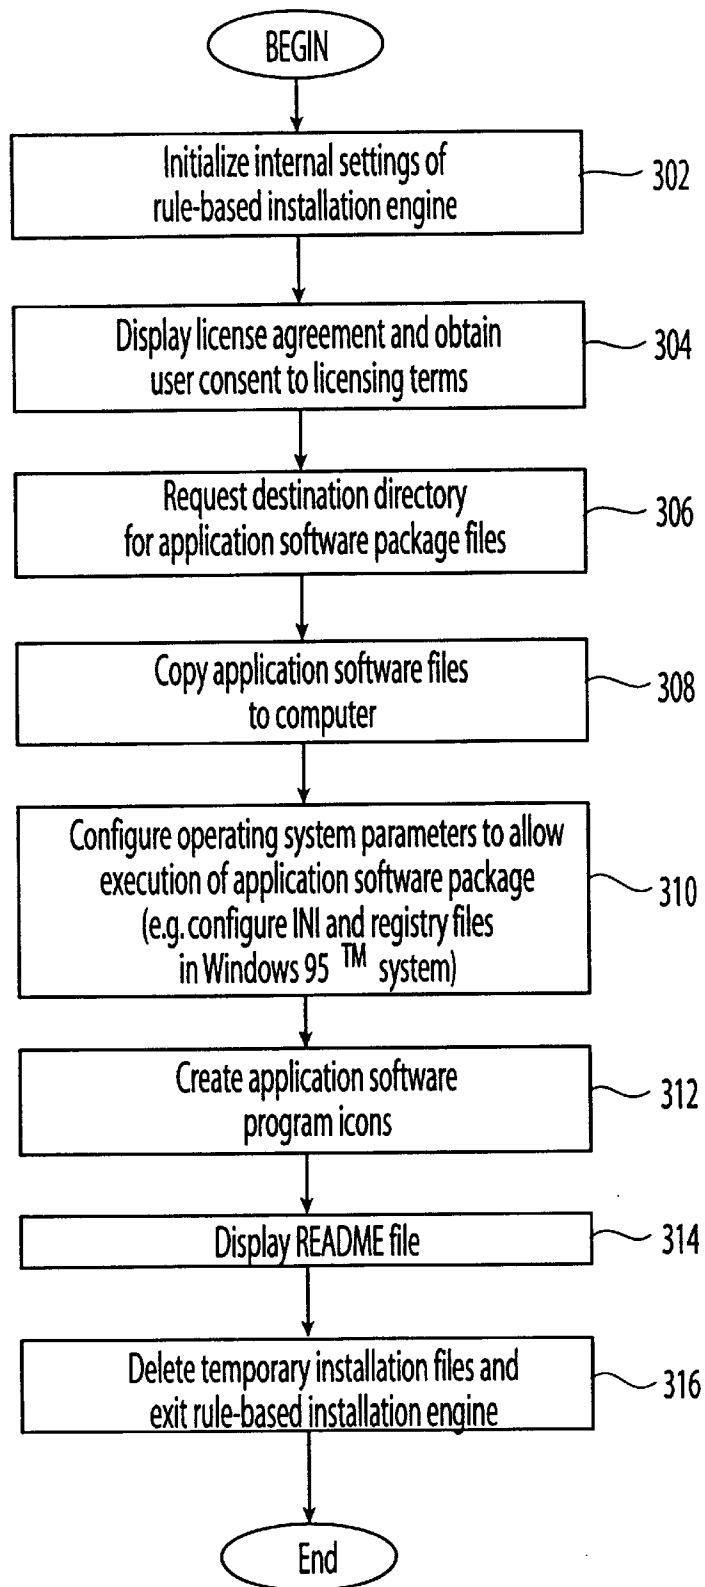 BEGIN
Initialize internal settings of
rule-based installation engine
302
Display license agreement and obtain
user consent to licensing terms
304
Request destination directory
for application software package files
306
Copy application software files
to computer
308
Configure operating system parameters to allow
execution of application software package
(e.g. configure INI and registry files
in Windows 95 ™ system)
310
Create application software
program icons
312
Display README file
314
Delete temporary installation files and
exit rule-based installation engine
316
End